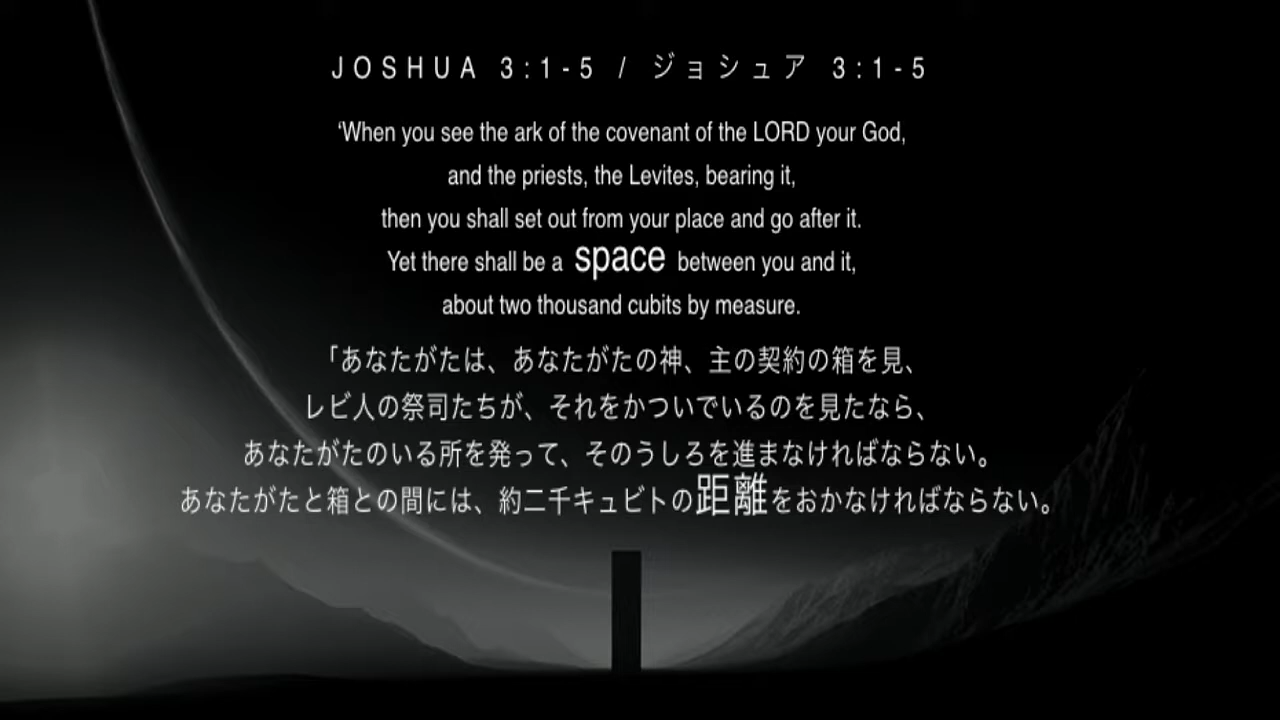 JOSHUA 3:1-5 / ジョシュア 3:1-5
‘When you see the ark of the covenant of the LORD your God,
and the priests, the Levites, bearing it,
then you shall set out from your place and go after it.
Yet there shall be a space between you and it,
about two thousand cubits by measure.
「あなたがたは、あなたがたの神、主の契約の箱を見、
レビ人の祭司たちが、それをかついでいるのを見たなら、
あなたがたのいる所を発って、そのうしろを進まなければならない。
あなたがたと箱との間には、約二千キュビトの距離をおかなければならない。